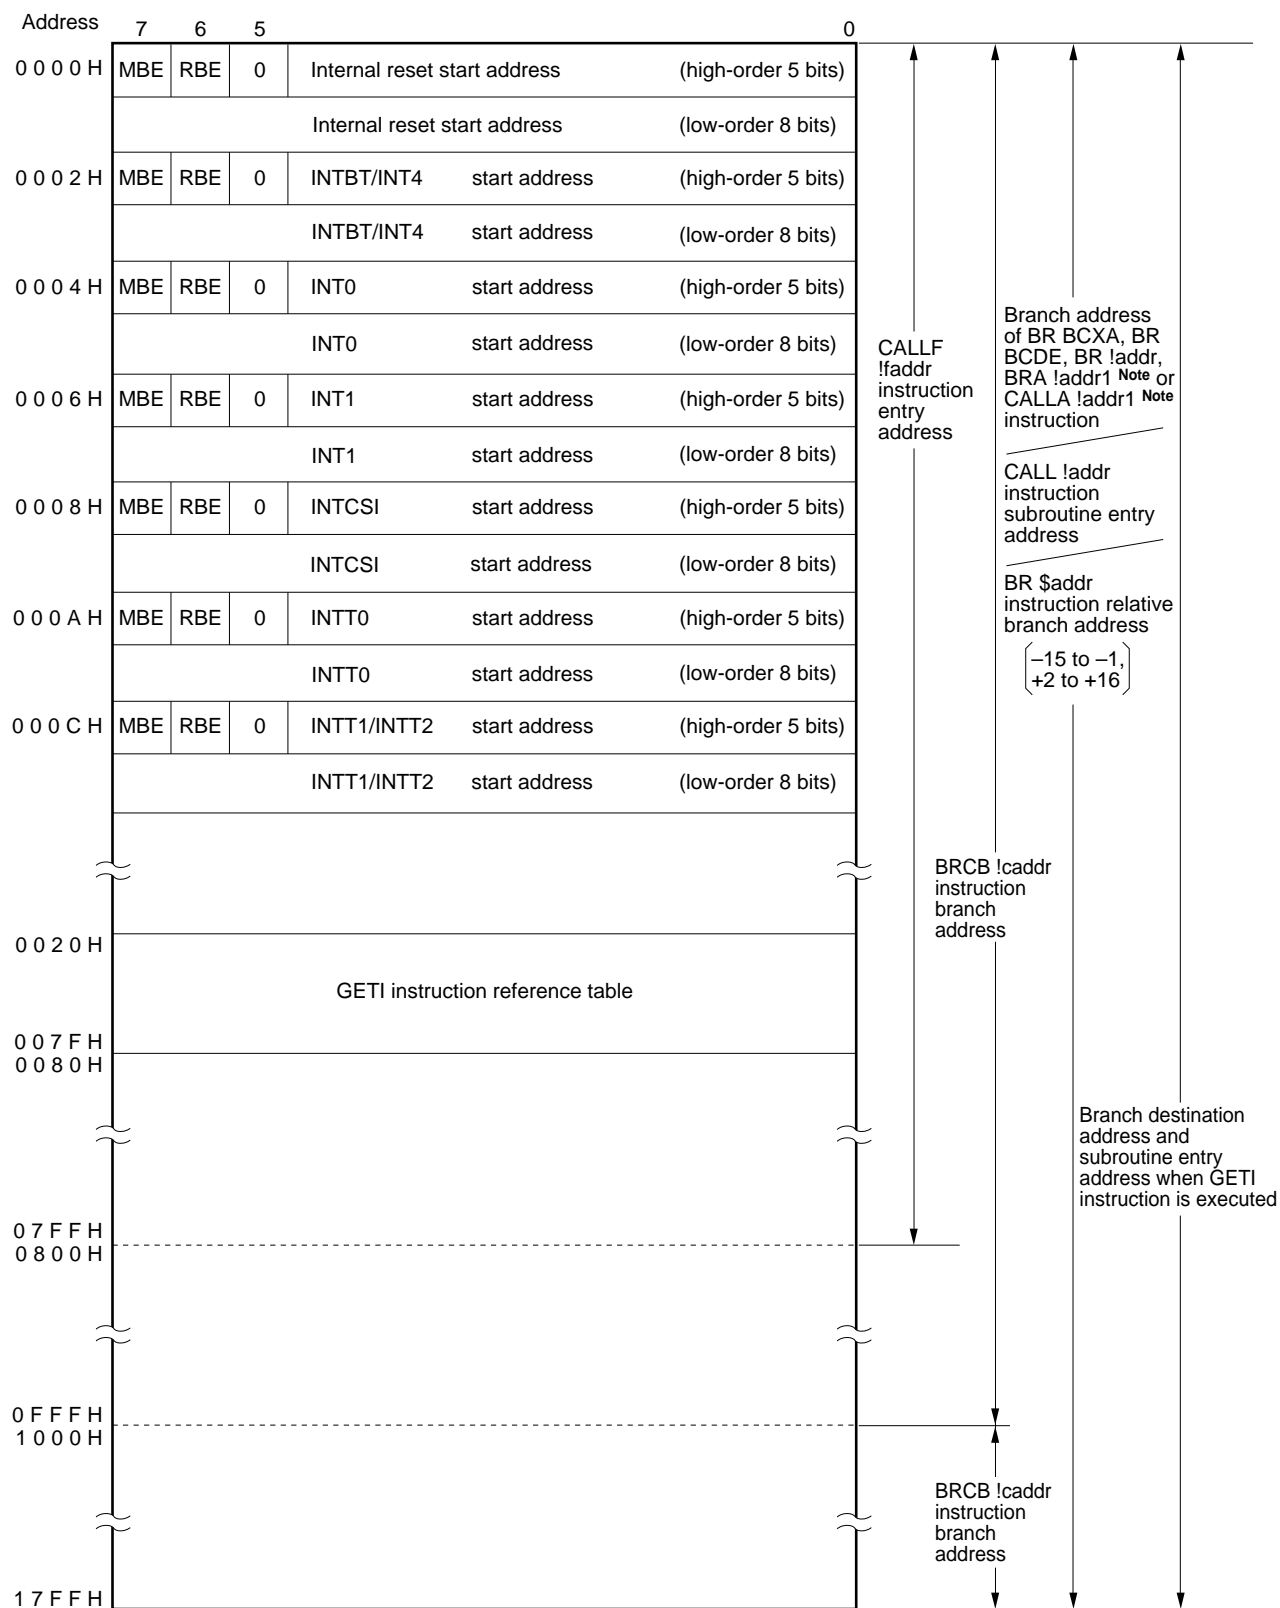 Address 7 6 5 0
0000H MBE RBE 0 Internal reset start address (high-order 5 bits)
Internal reset start address (low-order 8 bits)
0002H MBE RBE 0 INTBT/INT4 start address (high-order 5 bits)
INTBT/INT4 start address (low-order 8 bits)
0004H MBE RBE 0 INT0 start address (high-order 5 bits)
INT0 start address (low-order 8 bits)
0006H MBE RBE 0 INT1 start address (high-order 5 bits)
INT1 start address (low-order 8 bits)
0008H MBE RBE 0 INTCSI start address (high-order 5 bits)
INTCSI start address (low-order 8 bits)
000AH MBE RBE 0 INTT0 start address (high-order 5 bits)
INTT0 start address (low-order 8 bits)
000CH MBE RBE 0 INTT1/INTT2 start address (high-order 5 bits)
INTT1/INTT2 start address (low-order 8 bits)
0020H
GETI instruction reference table
007FH
0080H
07FFH
0800H
0FFFH
1000H
17FFH
CALLF
!faddr
instruction
entry
address
BRCB !caddr
instruction
branch
address
BRCB !caddr
instruction
branch
address
Branch address
of BR BCXA, BR
BCDE, BR !addr,
BRA !addr1 Note or
CALLA !addr1 Note
instruction
CALL !addr
instruction
subroutine entry
address
BR $addr
instruction relative
branch address
–15 to –1,
+2 to +16
Branch destination
address and
subroutine entry
address when GETI
instruction is executed